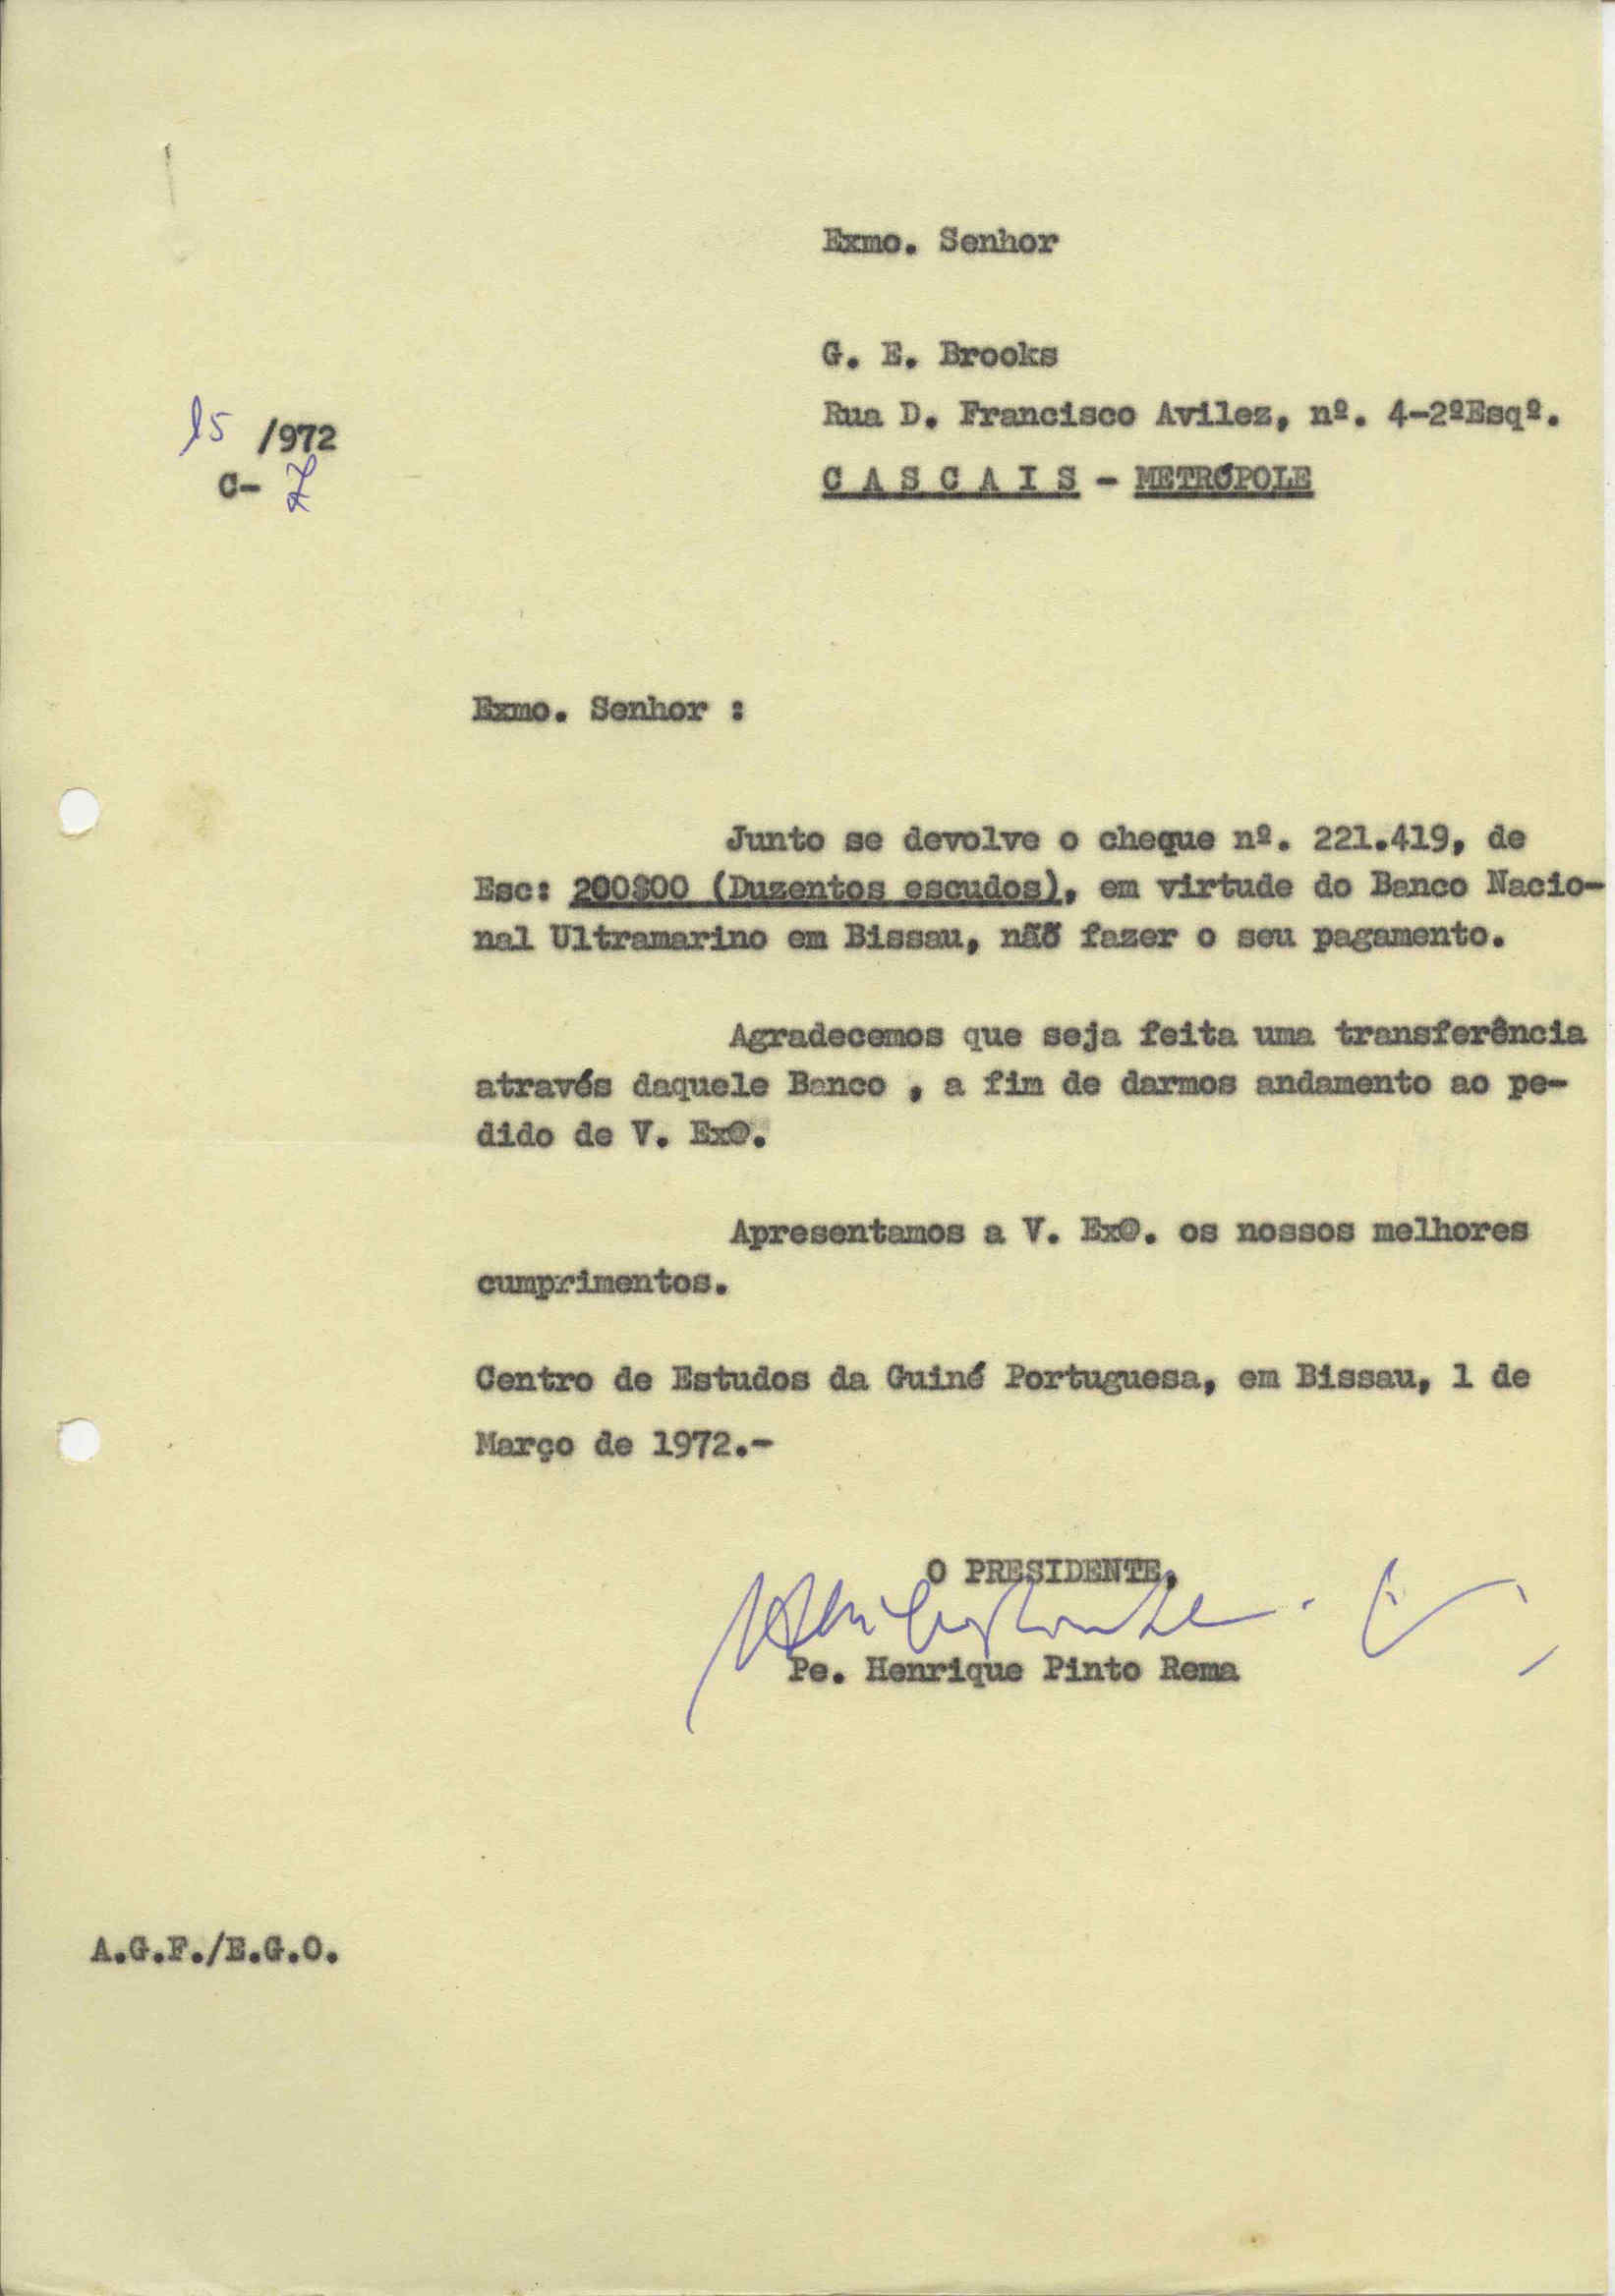 Exmo. Senhor
G. E. Brooks
Rua D. Francisco Avilez, nº. 4-2ºEsqº.
15 /972
C A S C A I S - METRÓPOLE
C- 7
Exmo. Senhor :
Junto se devolve o cheque nº. 221.419, de
Esc: 200$00 (Duzentos escudos), em virtude do Banco Nacio-
nal Ultramarino em Bissau, não fazer o seu pagamento.
Agradecemos que seja feita uma transferência
através daquele Banco , a fim de darmos andamento ao pe-
dido de V. Exª.
Apresentamos a V. Exª. os nossos melhores
cumprimentos.
Centro de Estudos da Guiné Portuguesa, em Bissau, 1 de
Março de 1972.-
O PRESIDENTE,
Pe. Henrique Pinto Rema
A.G.F./E.G.O.